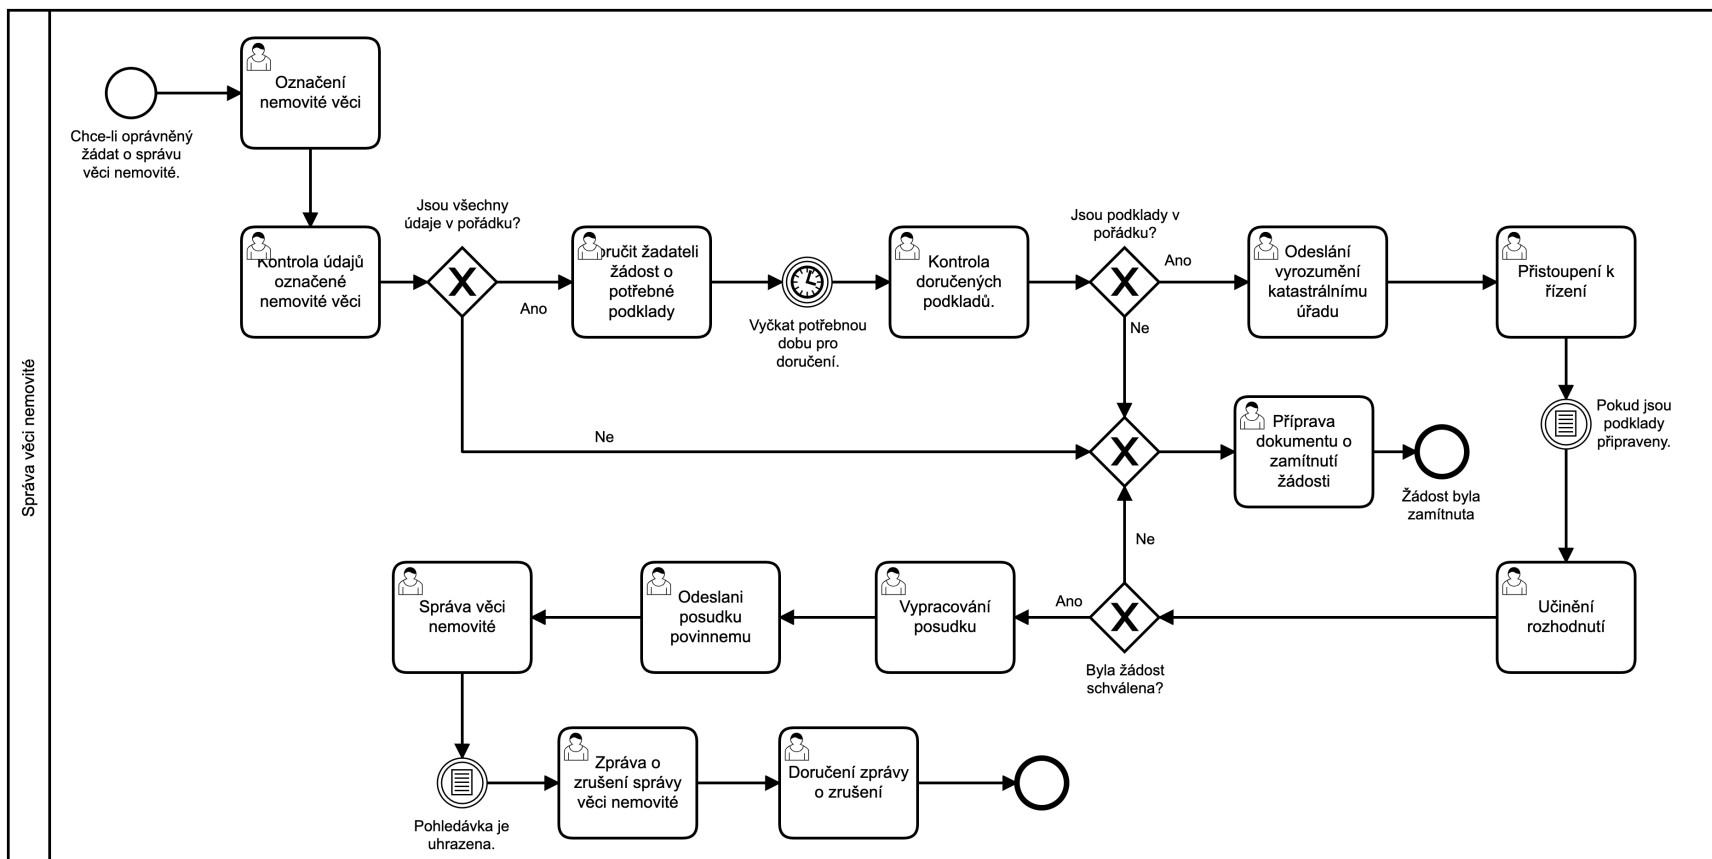 Správa věci nemovité
Označení
nemovité věci
Chce-li oprávněný
žádat o správu
věci nemovité.
Kontrola údajů
označené
nemovité věci
Jsou všechny
údaje v pořádku?
Ano
Ne
oručit žadateli
žádost o
potřebné
podklady
Vyčkat potřebnou
dobu pro
doručení.
Kontrola
doručených
podkladů.
Jsou podklady v
pořádku?
Ano
Ne
Odeslání
vyrozumění
katastrálnímu
úřadu
Přistoupení k
řízení
Pokud jsou
podklady
připraveny.
Příprava
dokumentu o
zamítnutí
žádosti
Žádost byla
zamítnuta
Učinění
rozhodnutí
Byla žádost
schválena?
Ne
Ano
Vypracování
posudku
Odeslani
posudku
povinnemu
Správa věci
nemovité
Pohledávka je
uhrazena.
Zpráva o
zrušení správy
věci nemovité
Doručení zprávy
o zrušení